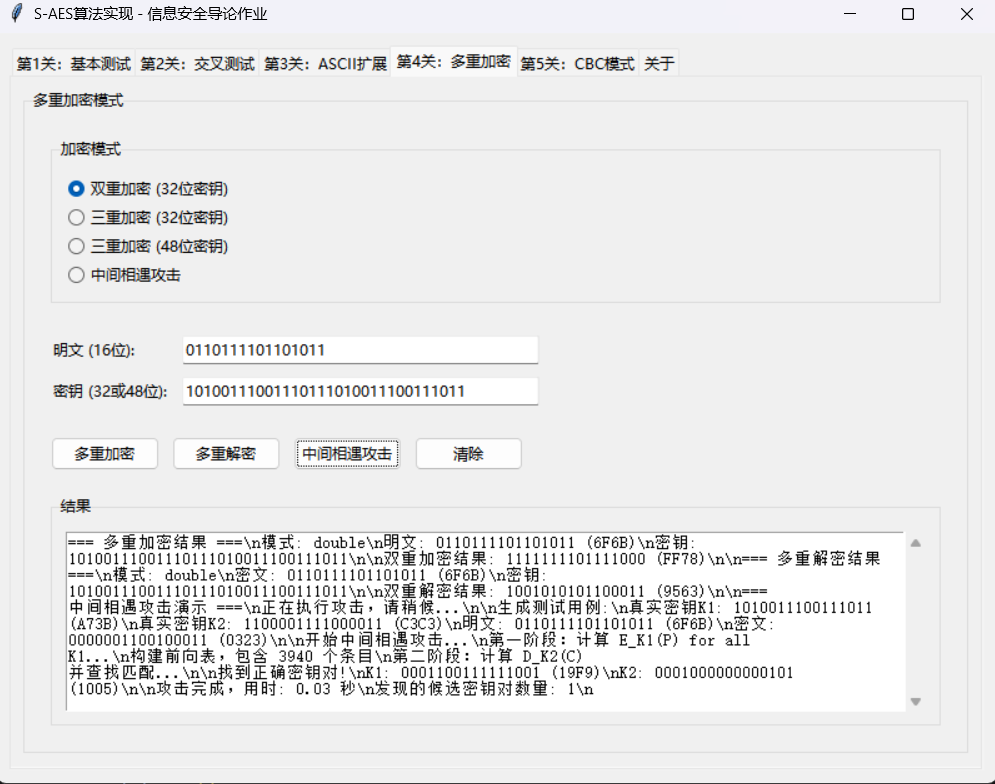 S-AES算法实现 - 信息安全导论作业
第1关：基本测试 第2关：交叉测试 第3关：ASCII扩展 第4关：多重加密 第5关：CBC模式 关于
多重加密模式
加密模式
双重加密 (32位密钥)
三重加密 (32位密钥)
三重加密 (48位密钥)
中间相遇攻击
明文 (16位): 0110111101101011
密钥 (32或48位): 10100111001110111010011100111011
多重加密 多重解密 中间相遇攻击 清除
结果
=== 多重加密结果 ===\n模式: double\n明文: 0110111101101011 (6F6B)\n密钥:
10100111001110111010011100111011\n\n双重加密结果: 1111111101111000 (FF78)\n\n=== 多重解密结果
===\n模式: double\n密文: 0110111101101011 (6F6B)\n密钥:
10100111001110111010011100111011\n\n双重解密结果: 1001010101100011 (9563)\n\n===
中间相遇攻击演示 ===\n正在执行攻击，请稍候...\n\n生成测试用例:\n真实密钥K1: 1010011100111011
(A73B)\n真实密钥K2: 1100001111000011 (C3C3)\n明文: 0110111101101011 (6F6B)\n密文:
0000001100100011 (0323)\n\n开始中间相遇攻击...\n第一阶段：计算 E_K1(P) for all
K1...\n构建前向表，包含 3940 个条目\n第二阶段：计算 D_K2(C)
并查找匹配...\n\n找到正确密钥对!\nK1: 0001100111111001 (19F9)\nK2: 0001000000000101
(1005)\n\n攻击完成，用时: 0.03 秒\n发现的候选密钥对数量: 1\n